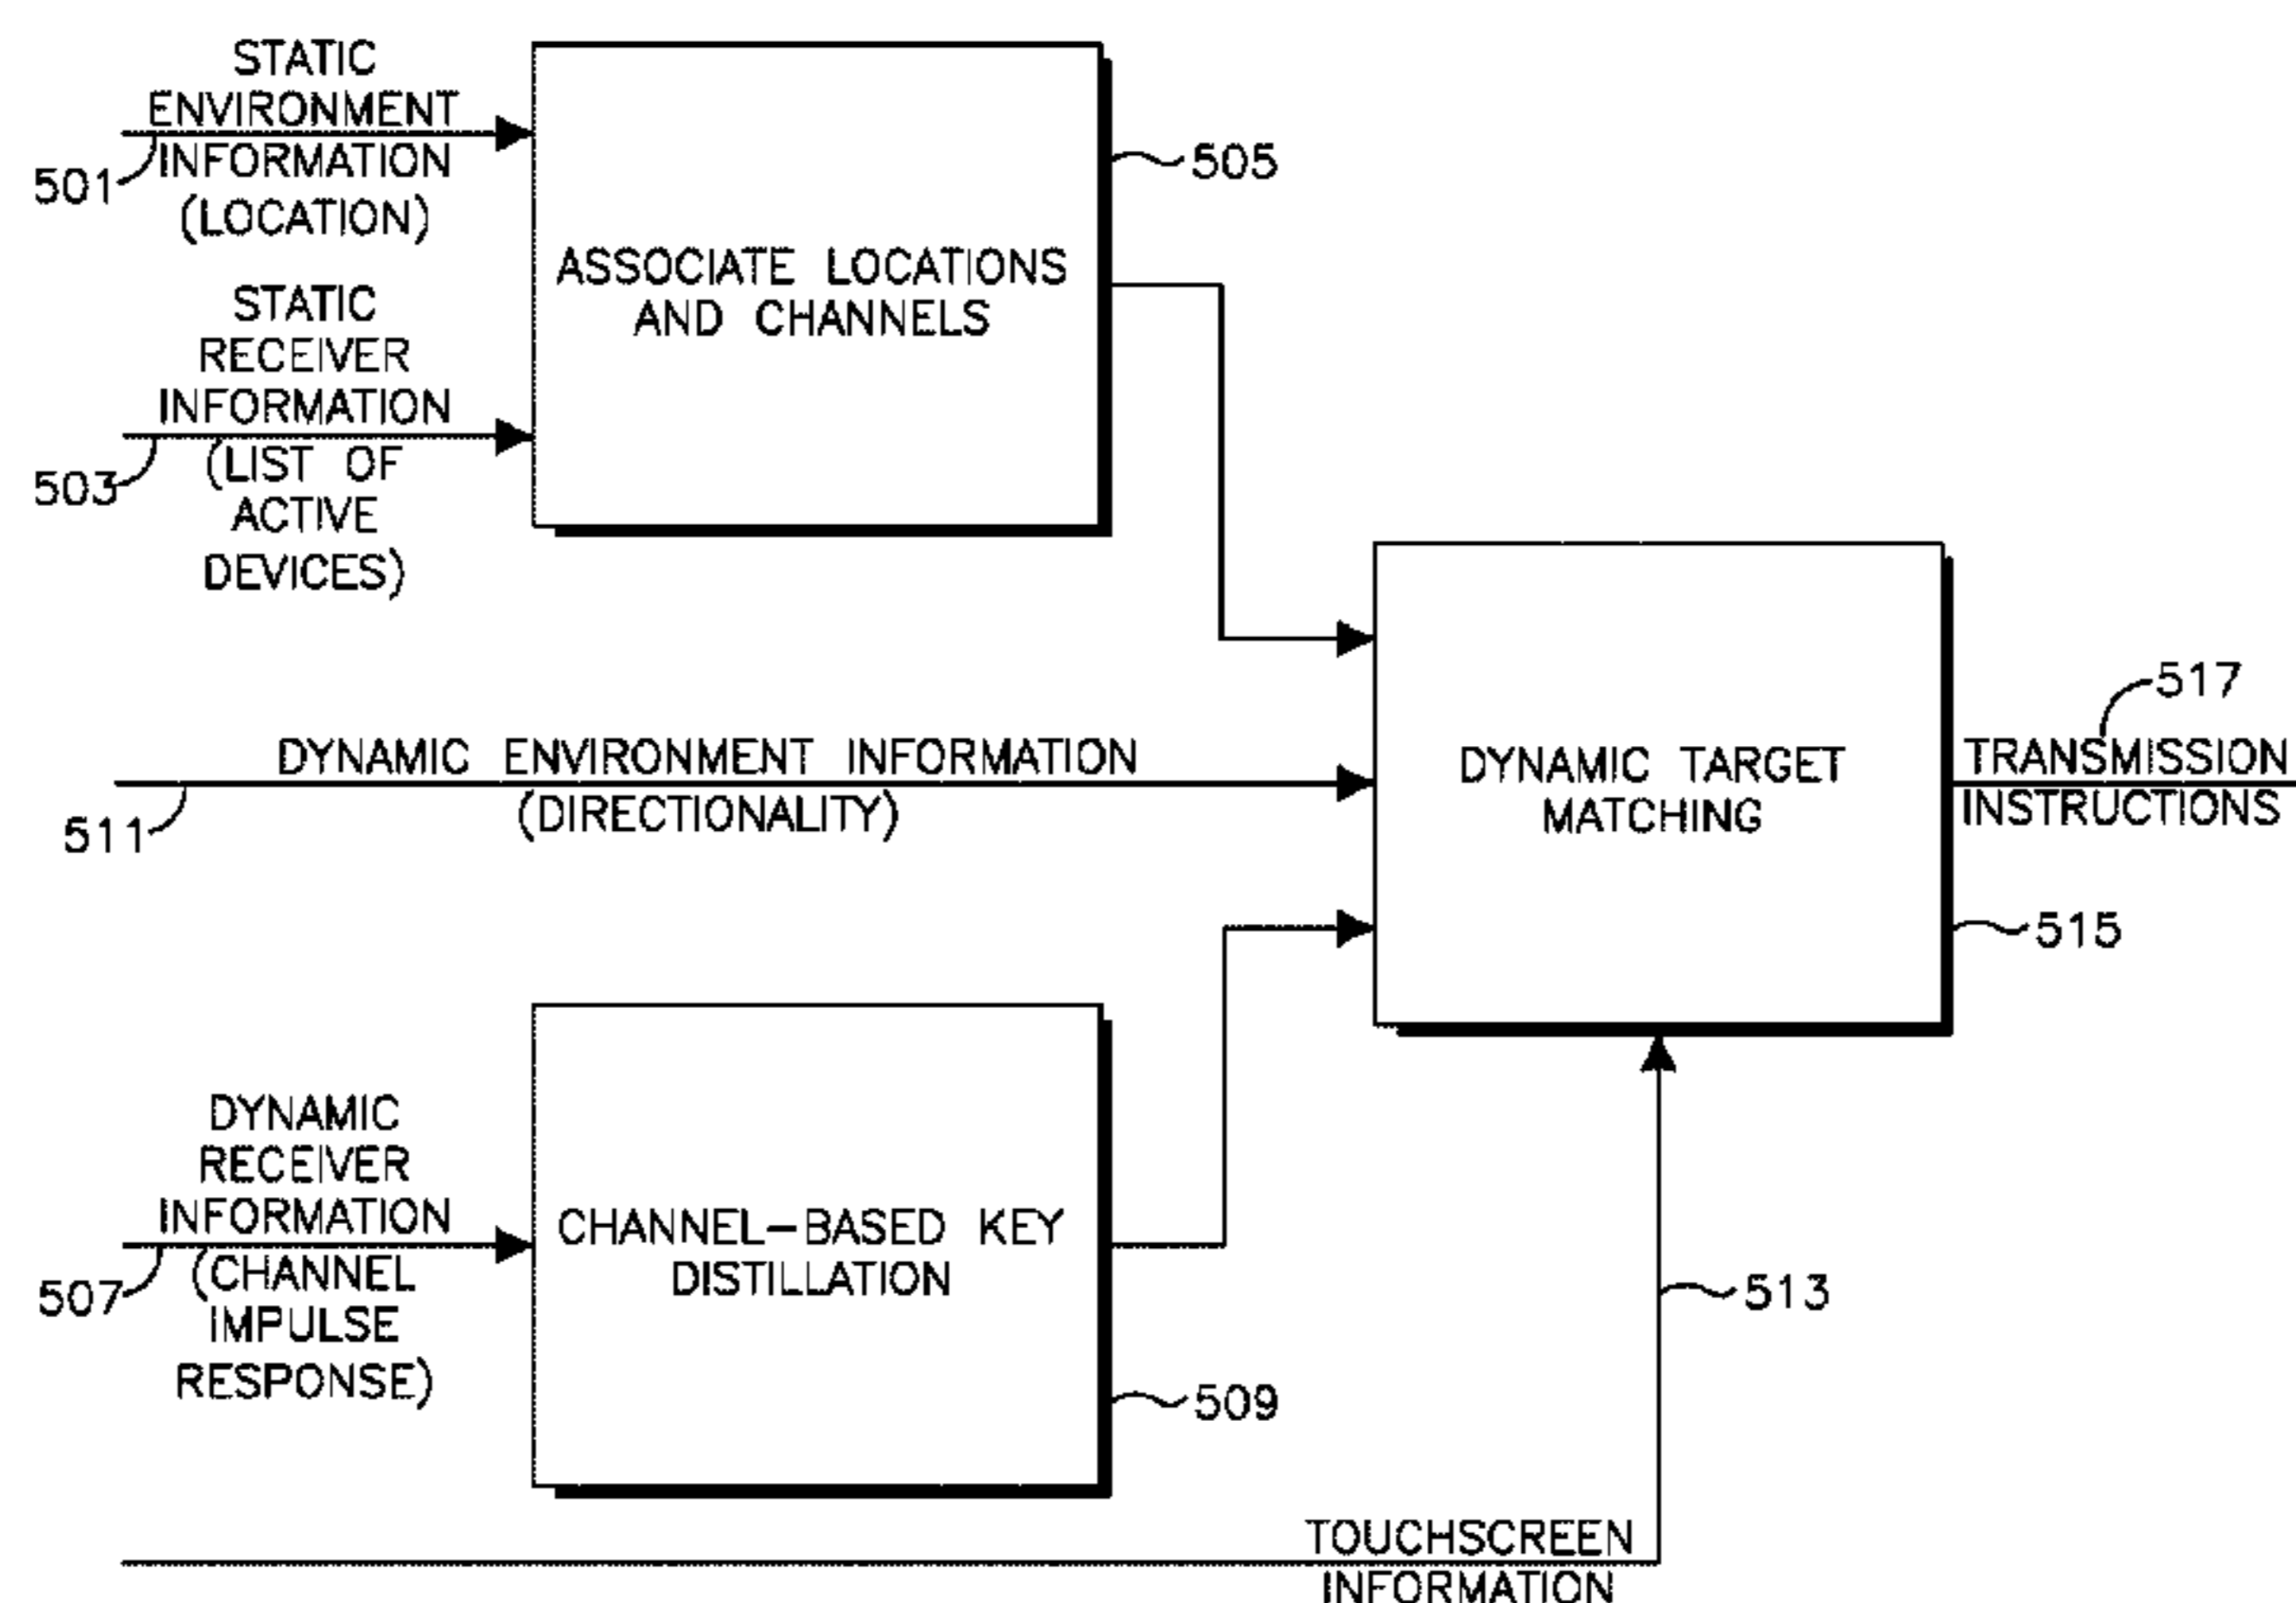 STATIC
ENVIRONMENT
INFORMATION
(LOCATION)
501
STATIC
RECEIVER
INFORMATION
(LIST OF
ACTIVE
DEVICES)
503
ASSOCIATE LOCATIONS
AND CHANNELS
505
DYNAMIC ENVIRONMENT INFORMATION
(DIRECTIONALITY)
511
DYNAMIC TARGET
MATCHING
515
517
TRANSMISSION
INSTRUCTIONS
DYNAMIC
RECEIVER
INFORMATION
(CHANNEL
IMPULSE
RESPONSE)
507
CHANNEL-BASED KEY
DISTILLATION
509
513
TOUCHSCREEN
INFORMATION